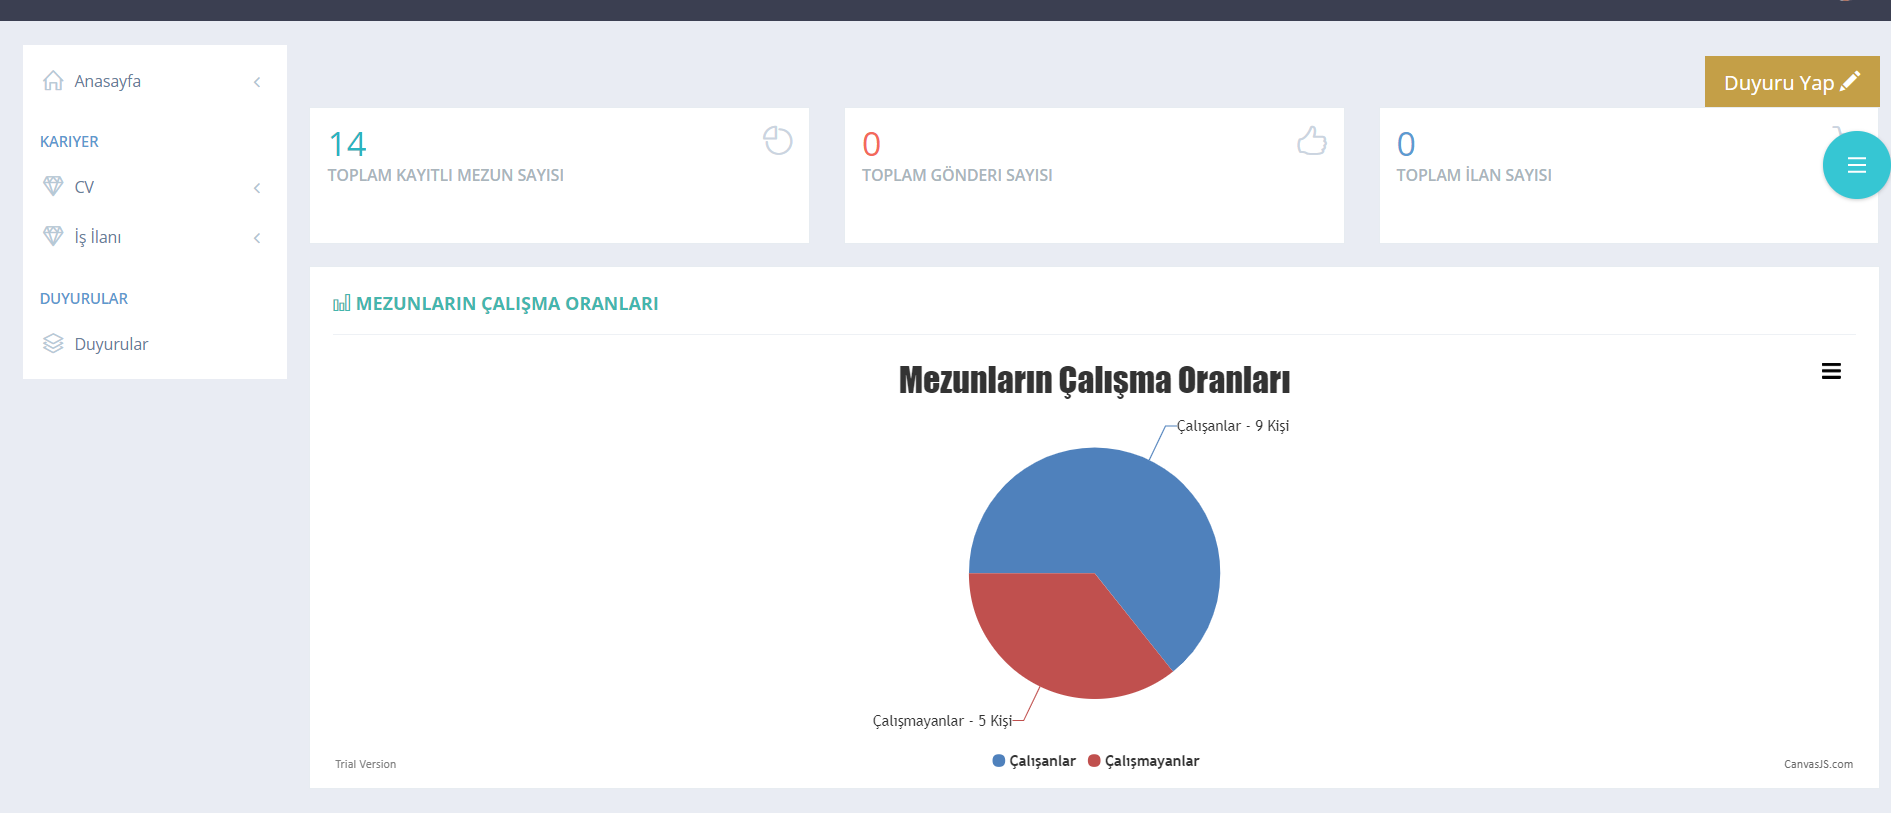 Anasayfa
KARIYER
CV
İş İlanı
DUYURULAR
Duyurular
Duyuru Yap
14
TOPLAM KAYITLI MEZUN SAYISI
0
TOPLAM GÖNDERI SAYISI
0
TOPLAM İLAN SAYISI
MEZUNLARIN ÇALIŞMA ORANLARI
Mezunların Çalışma Oranları
Çalışanlar - 9 Kişi
Çalışmayanlar - 5 Kişi
Çalışanlar Çalışmayanlar
Trial Version
CanvasJS.com